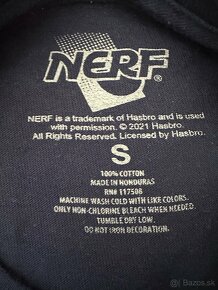 NERF®
NERF is a trademark of Hasbro and is
used with permission. © 2021 Hasbro.
All Rights Reserved. Licensed by Hasbro.
S
100% COTTON
MADE IN HONDURAS
RN# 117508
MACHINE WASH COLD WITH LIKE COLORS.
ONLY NON-CHLORINE BLEACH WHEN NEEDED.
TUMBLE DRY LOW.
DO NOT IRON DECORATION.
bazos.sk